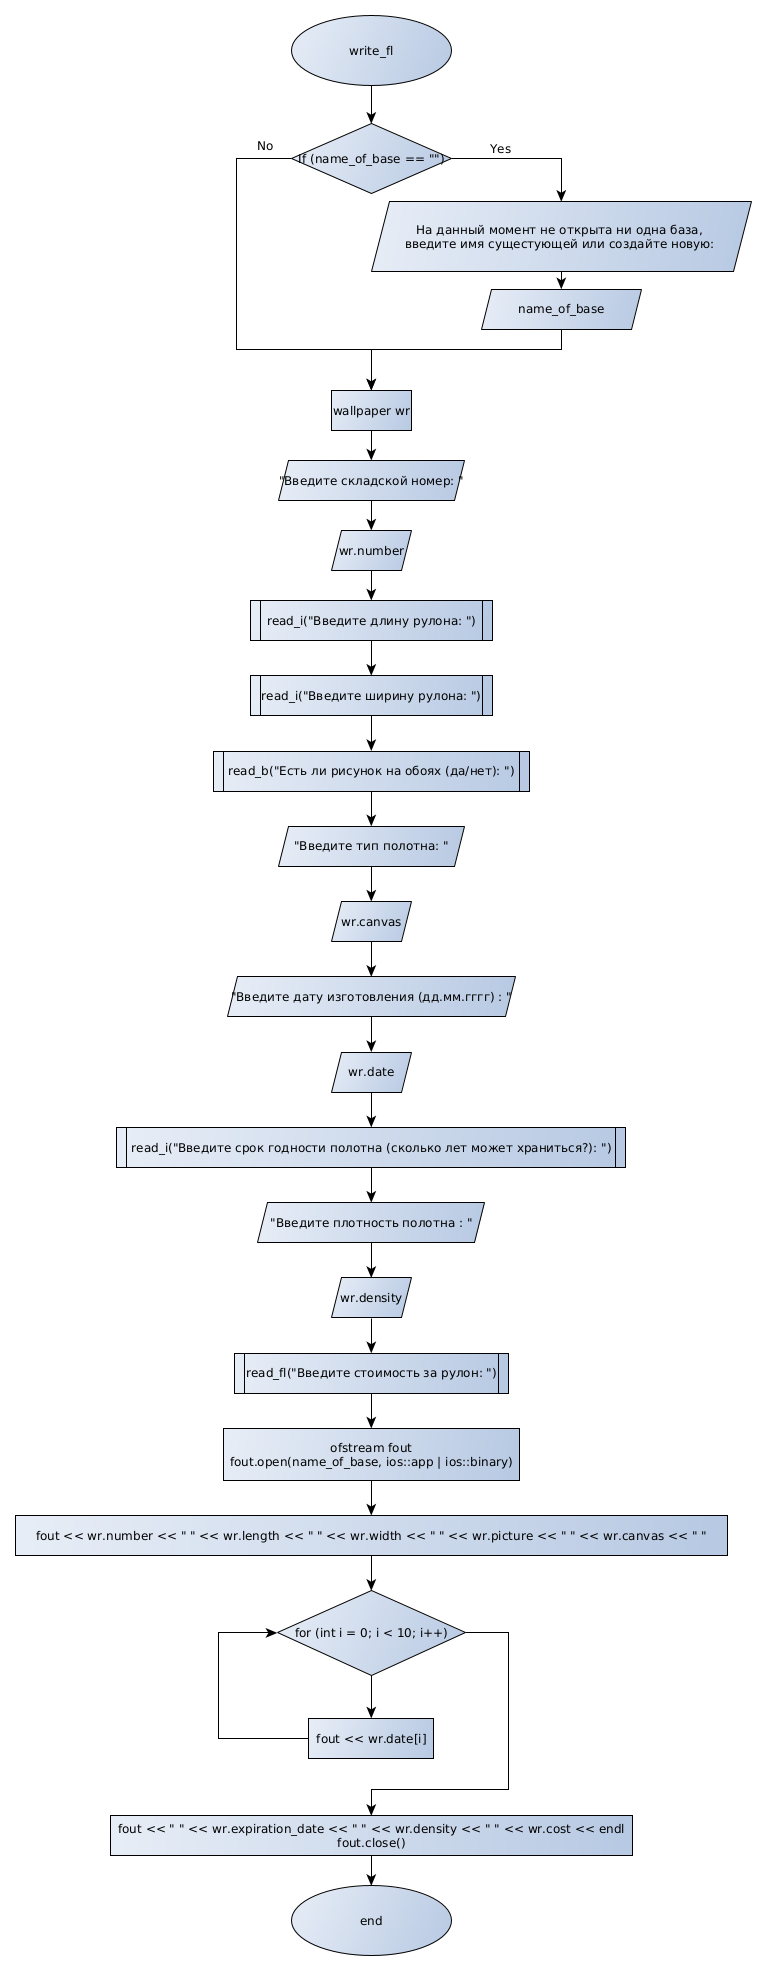 write_fl
If (name_of_base == "")
No
Yes
На данный момент не открыта ни одна база,
введите имя сущестующей или создайте новую:
name_of_base
wallpaper wr
"Введите складской номер: "
wr.number
read_i("Введите длину рулона: ")
read_i("Введите ширину рулона: ")
read_b("Есть ли рисунок на обоях (да/нет): ")
"Введите тип полотна: "
wr.canvas
"Введите дату изготовления (дд.мм.гггг) : "
wr.date
read_i("Введите срок годности полотна (сколько лет может храниться?): ")
"Введите плотность полотна : "
wr.density
read_fl("Введите стоимость за рулон: ")
ofstream fout
fout.open(name_of_base, ios::app | ios::binary)
fout << wr.number << " " << wr.length << " " << wr.width << " " << wr.picture << " " << wr.canvas << " "
for (int i = 0; i < 10; i++)
fout << wr.date[i]
fout << " " << wr.expiration_date << " " << wr.density << " " << wr.cost << endl
fout.close()
end